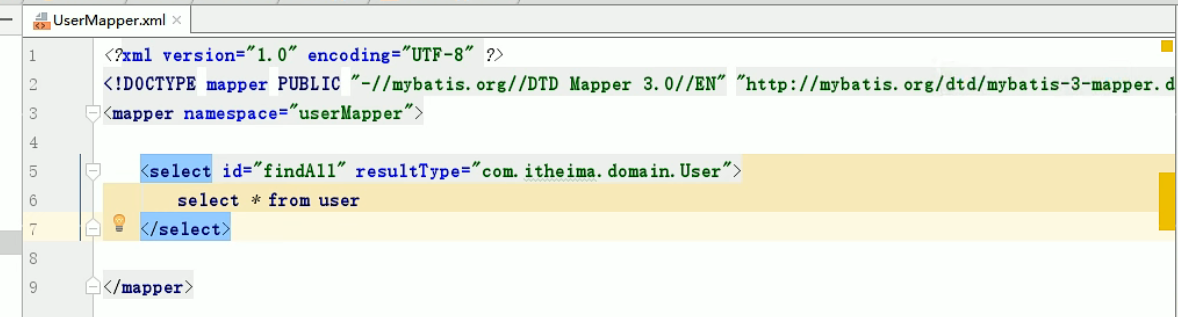 UserMapper.xml
1 <?xml version="1.0" encoding="UTF-8" ?>
2 <!DOCTYPE mapper PUBLIC "-//mybatis.org//DTD Mapper 3.0//EN" "http://mybatis.org/dtd/mybatis-3-mapper.d
3 <mapper namespace="userMapper">
4
5 <select id="findAll" resultType="com.itheima.domain.User">
6 select * from user
7 </select>
8
9 </mapper>